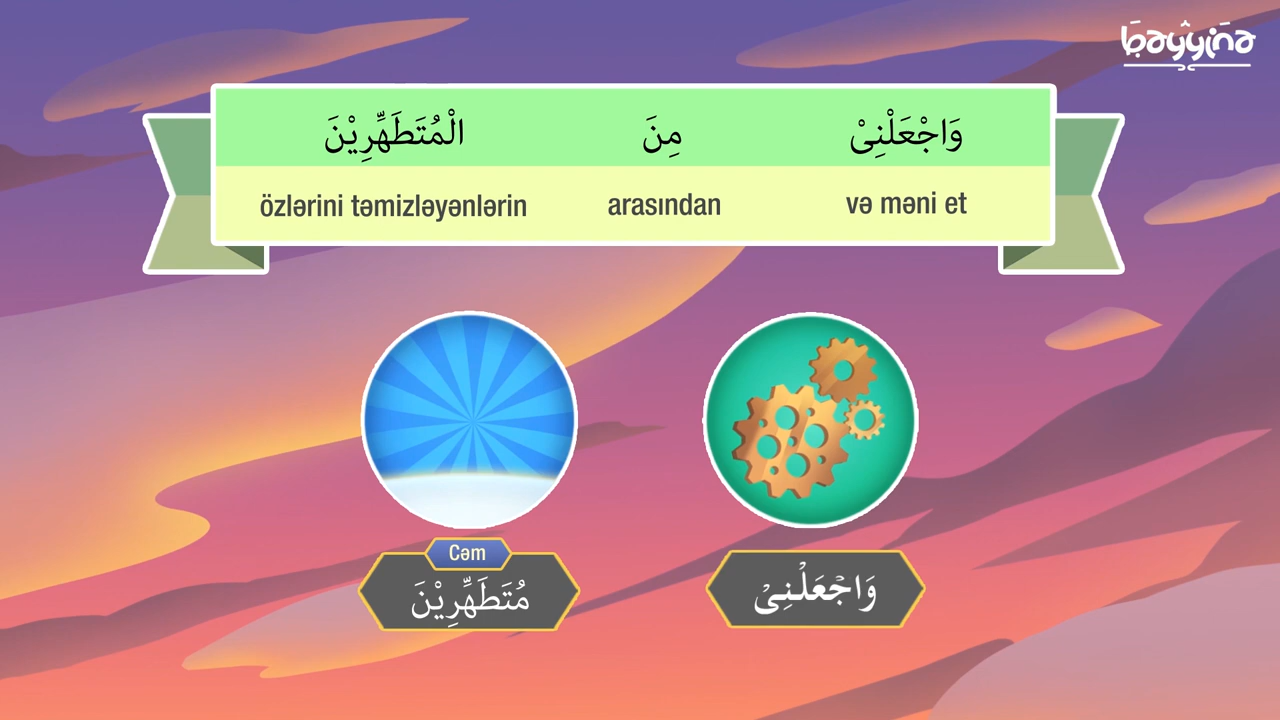 bayyina
وَاجْعَلْنِیْ مِنَ الْمُتَطَهِّرِيْنَ
və məni et arasından özlərini təmizləyənlərin
Cəm
مُتَطَهِّرِيْنَ
وَاجْعَلْنِیْ